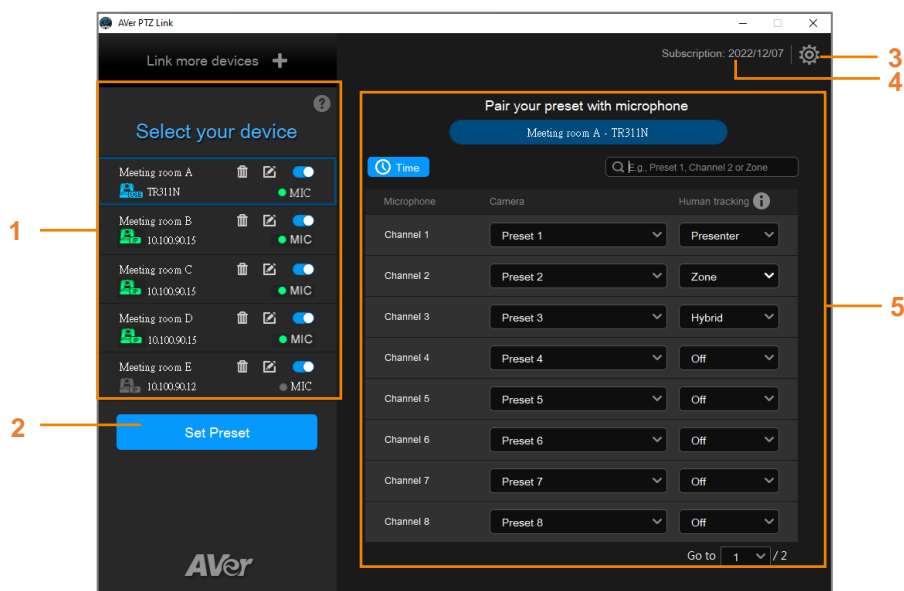 AVer PTZ Link
Link more devices +
Subscription: 2022/12/07
3
4
Select your device
?
Meeting room A
USB TR311N MIC
Meeting room B
IP 10.100.90.15 MIC
Meeting room C
IP 10.100.90.15 MIC
Meeting room D
IP 10.100.90.15 MIC
Meeting room E
IP 10.100.90.12 MIC
1
2
Set Preset
AVer
Pair your preset with microphone
Meeting room A - TR311N
Time
E.g., Preset 1, Channel 2 or Zone
Microphone Camera Human tracking i
Channel 1 Preset 1 Presenter
Channel 2 Preset 2 Zone
Channel 3 Preset 3 Hybrid
Channel 4 Preset 4 Off
Channel 5 Preset 5 Off
Channel 6 Preset 6 Off
Channel 7 Preset 7 Off
Channel 8 Preset 8 Off
Go to 1 / 2
5